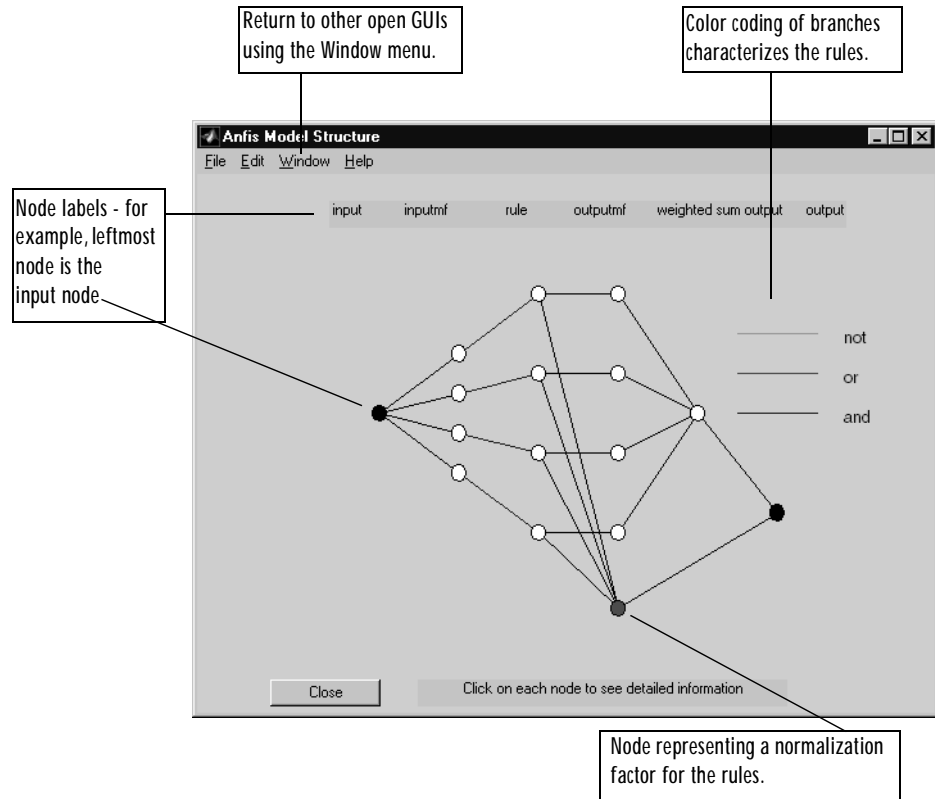 Return to other open GUIs
using the Window menu.
Color coding of branches
characterizes the rules.
Anfis Model Structure
File Edit Window Help
Node labels - for
example, leftmost
node is the
input node
input inputmf rule outputmf weighted sum output output
not
or
and
Close
Click on each node to see detailed information
Node representing a normalization
factor for the rules.